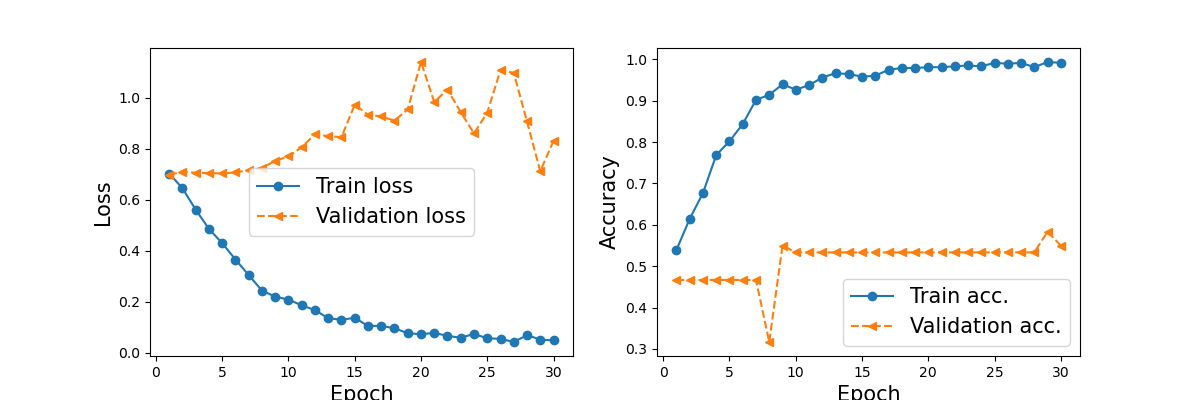 1.0
0.8
0.6
0.4
0.2
0.0
Loss
0 5 10 15 20 25 30
Epoch
Train loss
Validation loss
1.0
0.9
0.8
0.7
0.6
0.5
0.4
0.3
Accuracy
0 5 10 15 20 25 30
Epoch
Train acc.
Validation acc.